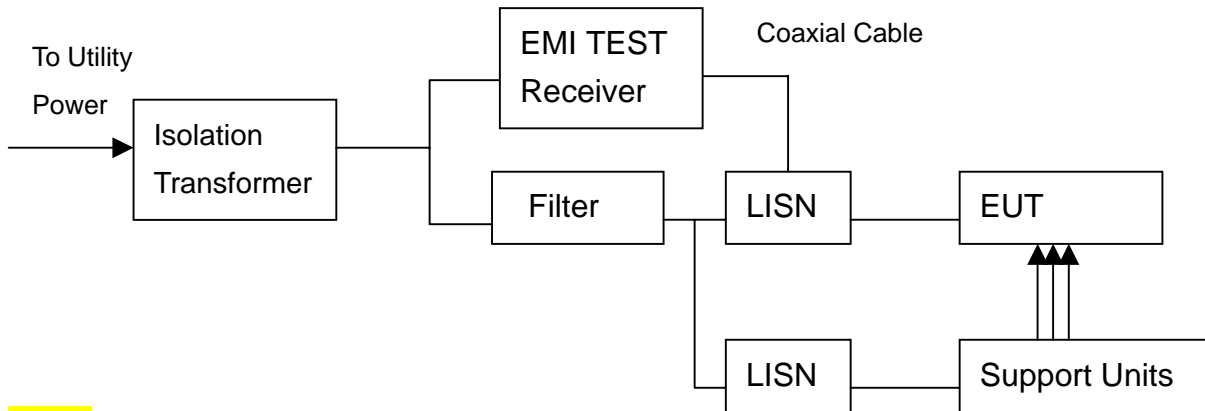 To Utility
Power
Isolation
Transformer
EMI TEST
Receiver
Coaxial Cable
Filter
LISN
EUT
LISN
Support Units